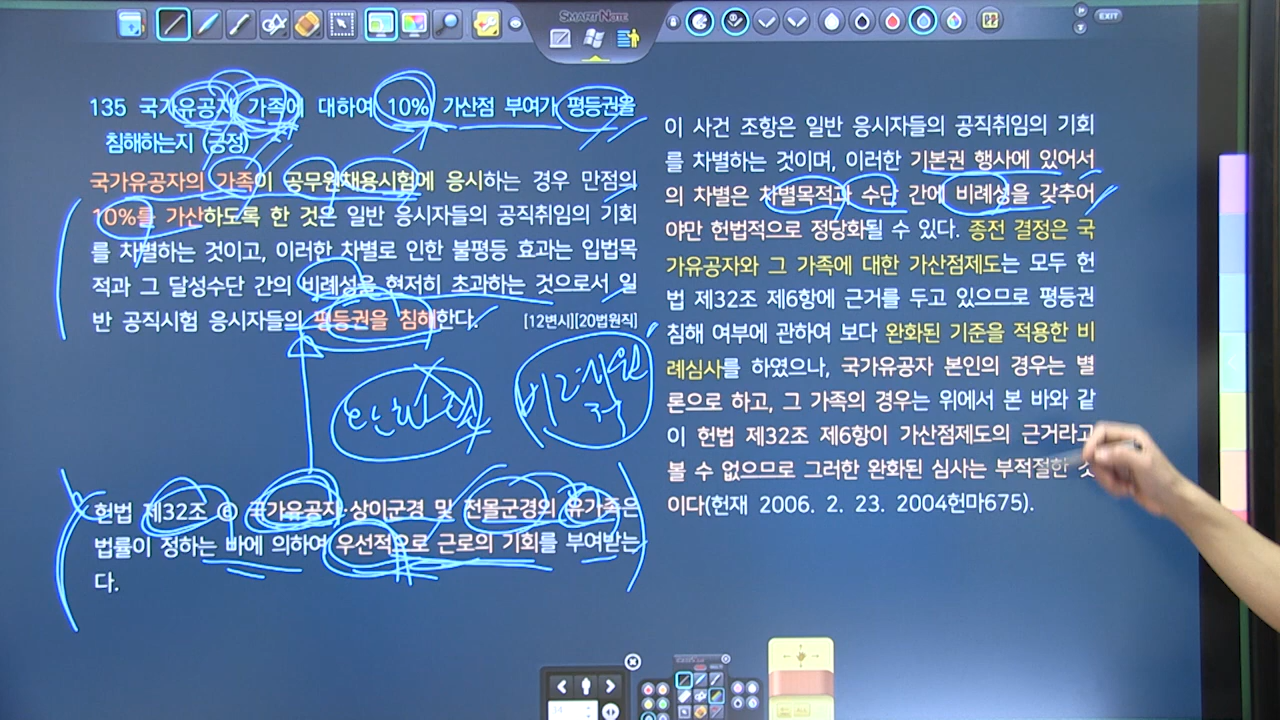 SMART NOTE
EXIT
135 국가유공자 가족에 대하여 10% 가산점 부여가 평등권을
침해하는지 (긍정)
국가유공자의 가족이 공무원채용시험에 응시하는 경우 만점의
10%를 가산하도록 한 것은 일반 응시자들의 공직취임의 기회
를 차별하는 것이고, 이러한 차별로 인한 불평등 효과는 입법목
적과 그 달성수단 간의 비례성을 현저히 초과하는 것으로서 일
반 공직시험 응시자들의 평등권을 침해한다.
[12변시][20법원직]
헌법 제32조 ⑥ 국가유공자·상이군경 및 전몰군경의 유가족은
법률이 정하는 바에 의하여 우선적으로 근로의 기회를 부여받는
다.
이 사건 조항은 일반 응시자들의 공직취임의 기회
를 차별하는 것이며, 이러한 기본권 행사에 있어서
의 차별은 차별목적과 수단 간에 비례성을 갖추어
야만 헌법적으로 정당화될 수 있다. 종전 결정은 국
가유공자와 그 가족에 대한 가산점제도는 모두 헌
법 제32조 제6항에 근거를 두고 있으므로 평등권
침해 여부에 관하여 보다 완화된 기준을 적용한 비
례심사를 하였으나, 국가유공자 본인의 경우는 별
론으로 하고, 그 가족의 경우는 위에서 본 바와 같
이 헌법 제32조 제6항이 가산점제도의 근거라고
볼 수 없으므로 그러한 완화된 심사는 부적절한 것
이다(헌재 2006. 2. 23. 2004헌마675).